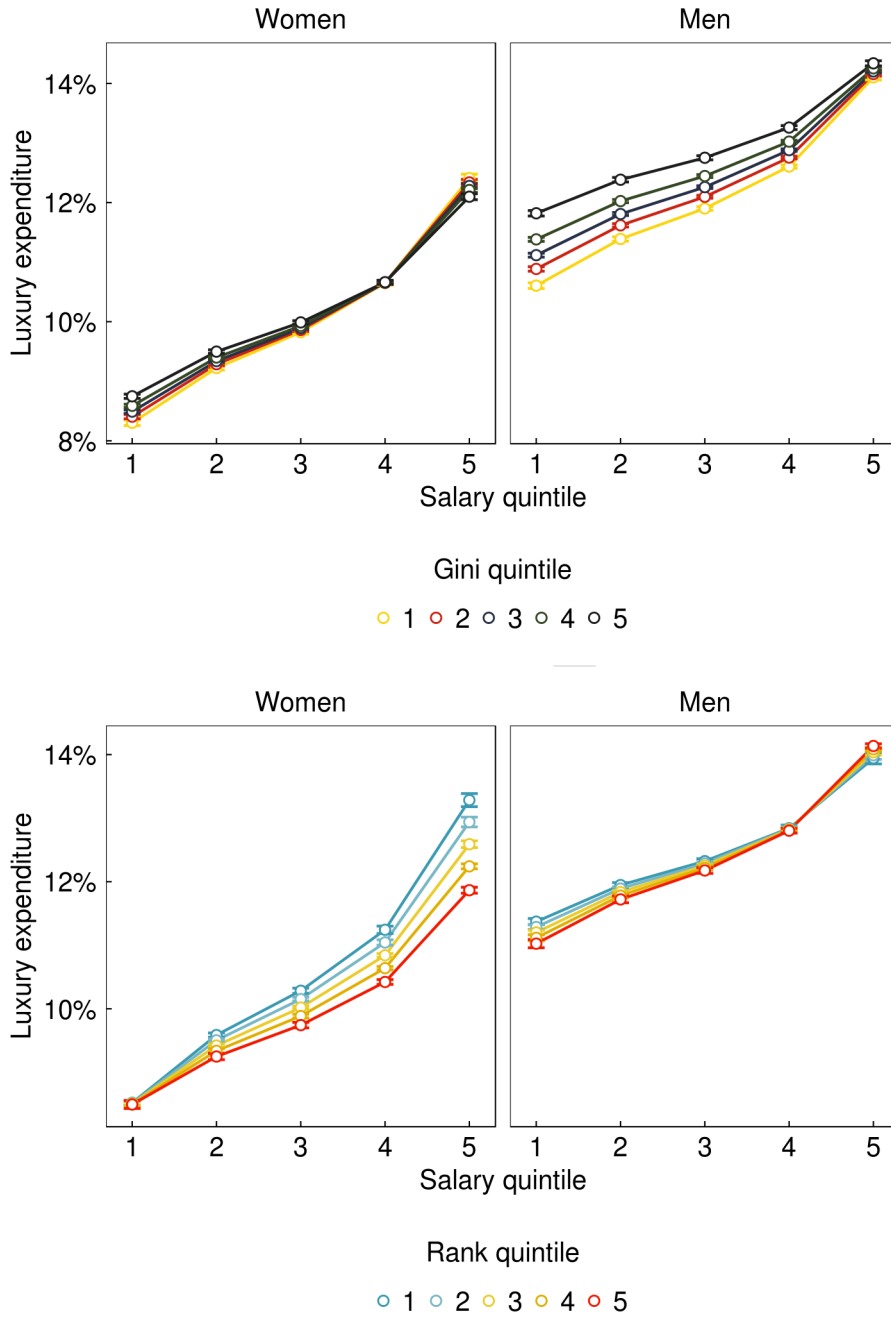 Women Men
14%
12%
10%
8%
Luxury expenditure
1 2 3 4 5 1 2 3 4 5
Salary quintile
Gini quintile
1 2 3 4 5
Women Men
14%
12%
10%
Luxury expenditure
1 2 3 4 5 1 2 3 4 5
Salary quintile
Rank quintile
1 2 3 4 5